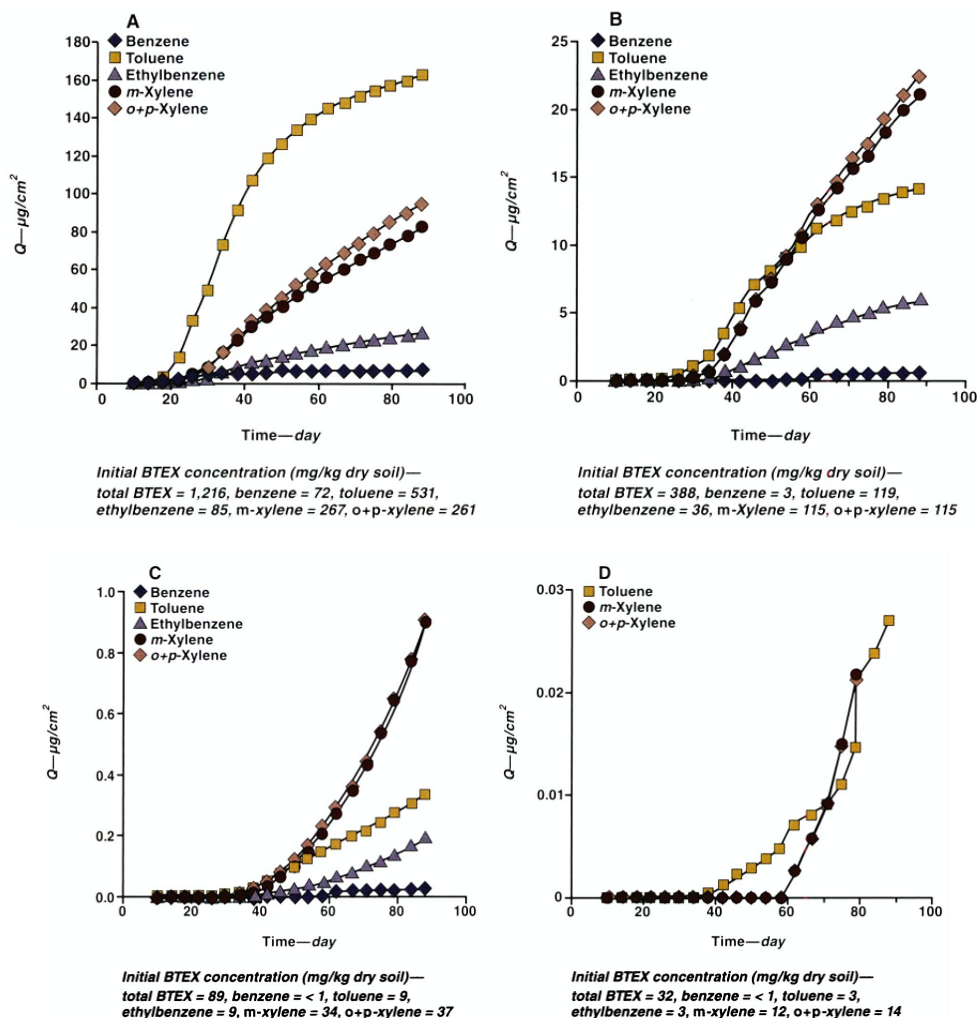 A
Benzene
Toluene
Ethylbenzene
m-Xylene
o+p-Xylene
180
160
140
120
100
80
60
40
20
0
Q—µg/cm²
0 20 40 60 80 100
Time—day
Initial BTEX concentration (mg/kg dry soil)—
total BTEX = 1,216, benzene = 72, toluene = 531,
ethylbenzene = 85, m-xylene = 267, o+p-xylene = 261
B
Benzene
Toluene
Ethylbenzene
m-Xylene
o+p-Xylene
25
20
15
10
5
0
Q—µg/cm²
0 20 40 60 80 100
Time—day
Initial BTEX concentration (mg/kg dry soil)—
total BTEX = 388, benzene = 3, toluene = 119,
ethylbenzene = 36, m-Xylene = 115, o+p-xylene = 115
C
Benzene
Toluene
Ethylbenzene
m-Xylene
o+p-Xylene
1.0
0.8
0.6
0.4
0.2
0.0
Q—µg/cm²
0 20 40 60 80 100
Time—day
Initial BTEX concentration (mg/kg dry soil)—
total BTEX = 89, benzene = < 1, toluene = 9,
ethylbenzene = 9, m-xylene = 34, o+p-xylene = 37
D
Toluene
m-Xylene
o+p-Xylene
0.03
0.02
0.01
0
Q—µg/cm²
0 20 40 60 80 100
Time—day
Initial BTEX concentration (mg/kg dry soil)—
total BTEX = 32, benzene = <1, toluene = 3,
ethylbenzene = 3, m-xylene = 12, o+p-xylene = 14